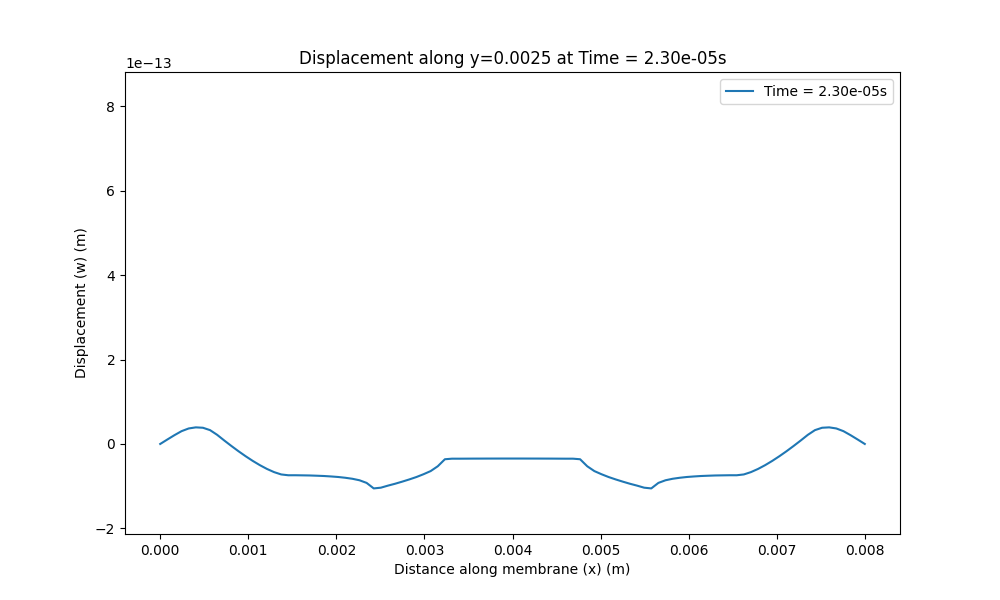 Displacement along y=0.0025 at Time = 2.30e-05s
1e−13
Time = 2.30e-05s
8
6
4
2
0
−2
Displacement (w) (m)
0.000 0.001 0.002 0.003 0.004 0.005 0.006 0.007 0.008
Distance along membrane (x) (m)